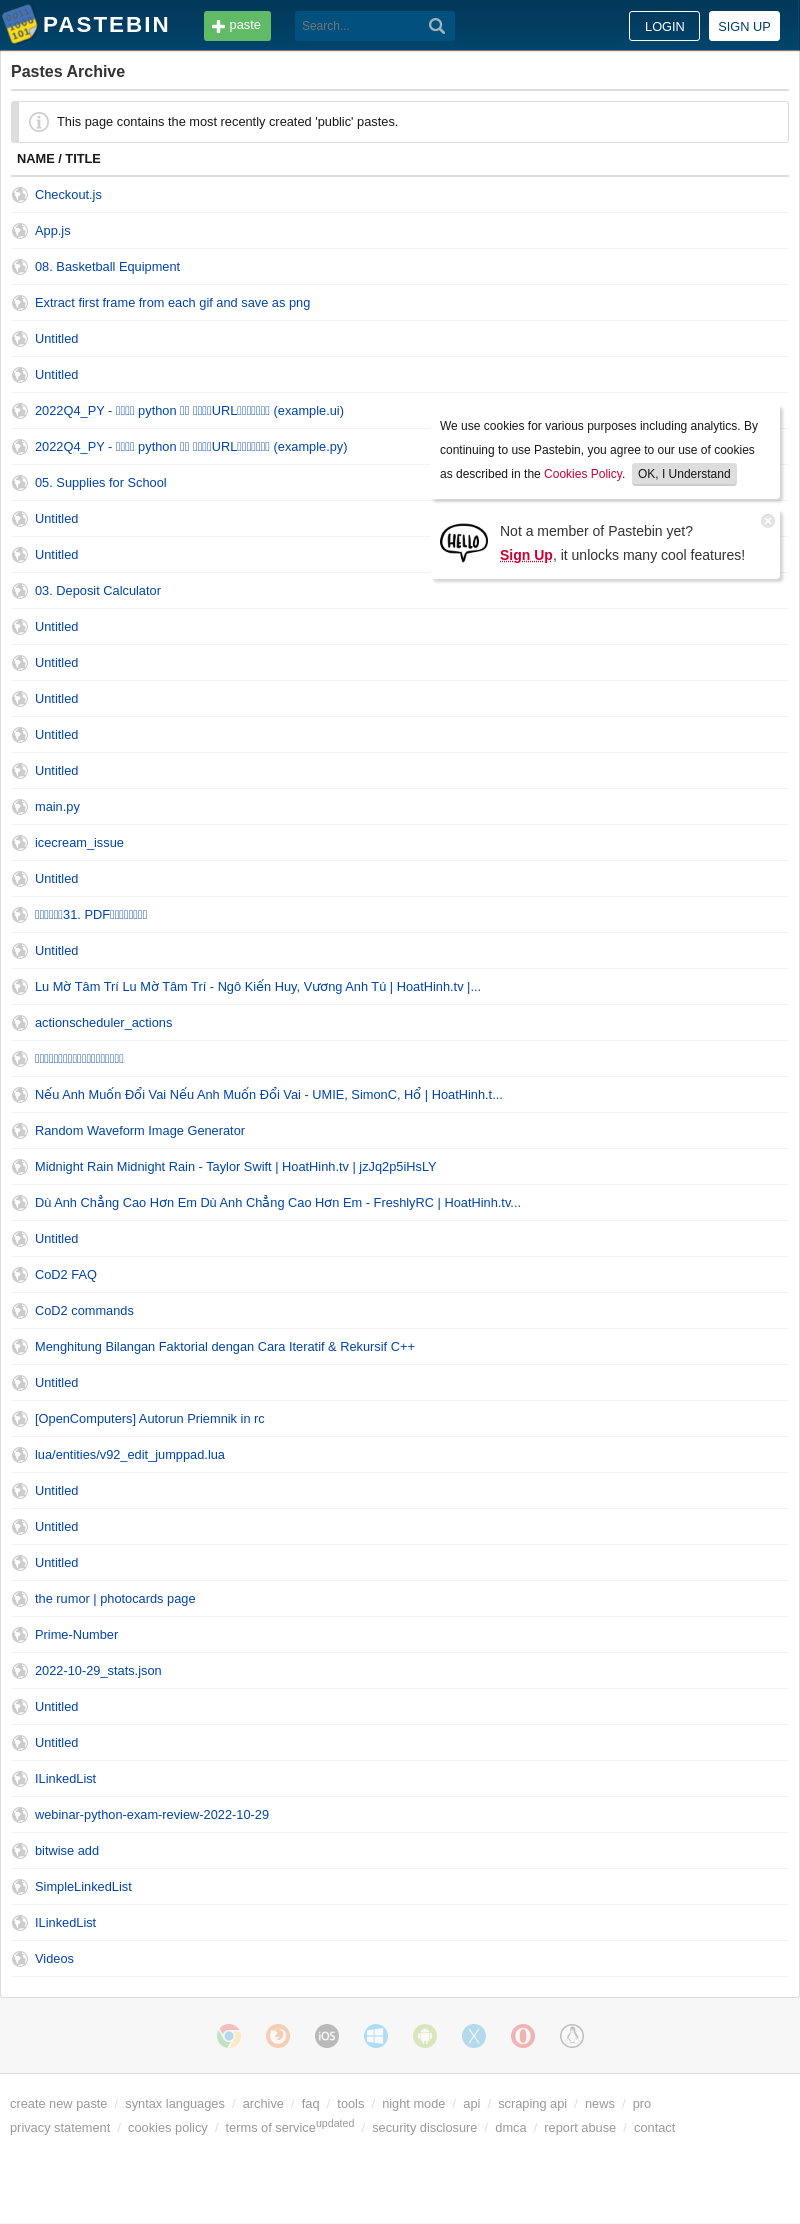 PASTEBIN paste Search... LOGIN SIGN UP
Pastes Archive
This page contains the most recently created 'public' pastes.
NAME / TITLE
Checkout.js
App.js
08. Basketball Equipment
Extract first frame from each gif and save as png
Untitled
Untitled
2022Q4_PY - python URL (example.ui)
2022Q4_PY - python URL (example.py)
05. Supplies for School
Untitled
Untitled
We use cookies for various purposes including analytics. By
continuing to use Pastebin, you agree to our use of cookies
as described in the Cookies Policy. OK, I Understand
HELLO
Not a member of Pastebin yet?
Sign Up, it unlocks many cool features!
03. Deposit Calculator
Untitled
Untitled
Untitled
Untitled
Untitled
main.py
icecream_issue
Untitled
31. PDF
Untitled
Lu Mờ Tâm Trí Lu Mờ Tâm Trí - Ngô Kiến Huy, Vương Anh Tú | HoatHinh.tv |...
actionscheduler_actions
Nếu Anh Muốn Đổi Vai Nếu Anh Muốn Đổi Vai - UMIE, SimonC, Hổ | HoatHinh.t...
Random Waveform Image Generator
Midnight Rain Midnight Rain - Taylor Swift | HoatHinh.tv | jzJq2p5iHsLY
Dù Anh Chẳng Cao Hơn Em Dù Anh Chẳng Cao Hơn Em - FreshlyRC | HoatHinh.tv...
Untitled
CoD2 FAQ
CoD2 commands
Menghitung Bilangan Faktorial dengan Cara Iteratif & Rekursif C++
Untitled
[OpenComputers] Autorun Priemnik in rc
lua/entities/v92_edit_jumppad.lua
Untitled
Untitled
Untitled
the rumor | photocards page
Prime-Number
2022-10-29_stats.json
Untitled
Untitled
ILinkedList
webinar-python-exam-review-2022-10-29
bitwise add
SimpleLinkedList
ILinkedList
Videos
iOS
create new paste / syntax languages / archive / faq / tools / night mode / api / scraping api / news / pro
privacy statement / cookies policy / terms of service updated / security disclosure / dmca / report abuse / contact